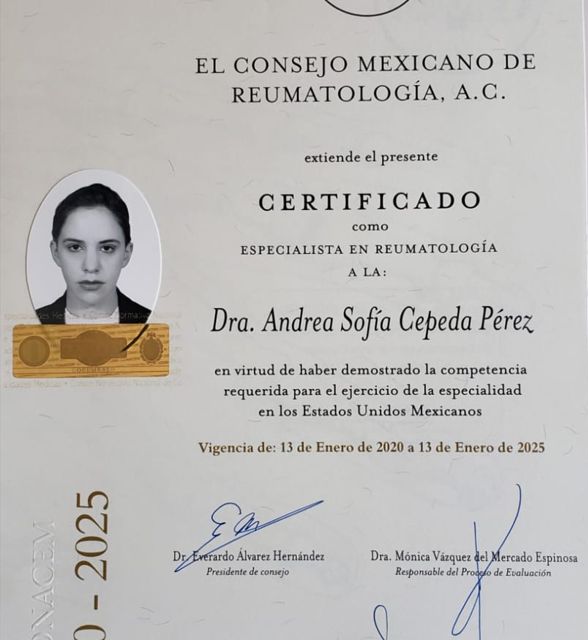 EL CONSEJO MEXICANO DE
REUMATOLOGÍA, A.C.
extiende el presente
CERTIFICADO
como
ESPECIALISTA EN REUMATOLOGÍA
A LA:
Dra. Andrea Sofía Cepeda Pérez
en virtud de haber demostrado la competencia
requerida para el ejercicio de la especialidad
en los Estados Unidos Mexicanos
Vigencia de: 13 de Enero de 2020 a 13 de Enero de 2025
Dr. Everardo Álvarez Hernández
Presidente de consejo
Dra. Mónica Vázquez del Mercado Espinosa
Responsable del Proceso de Evaluación
ONACEM
0 - 2025